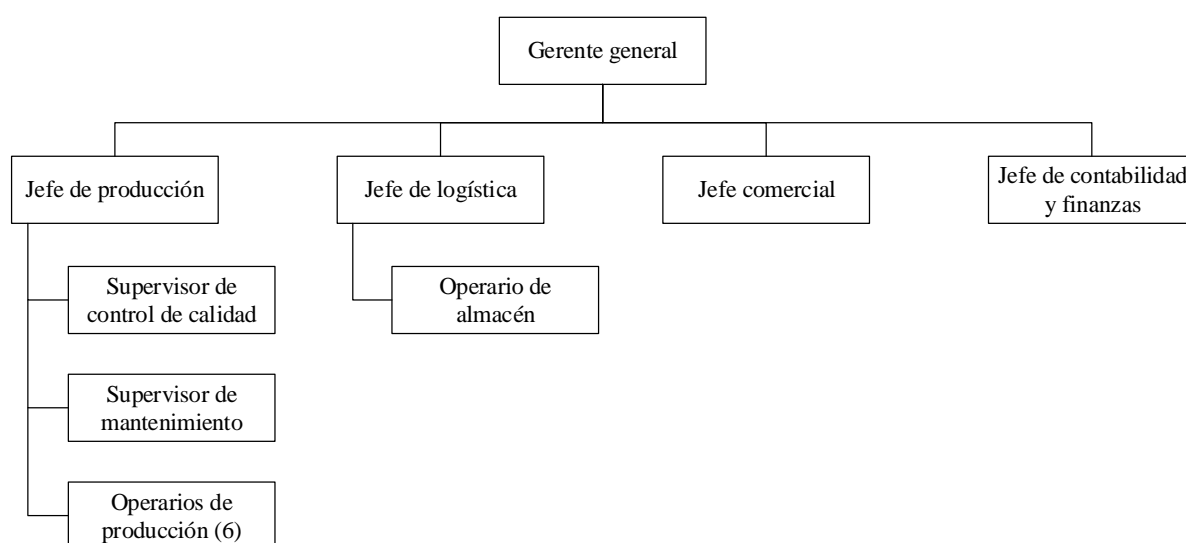 Gerente general
Jefe de producción
Jefe de logística
Jefe comercial
Jefe de contabilidad
y finanzas
Supervisor de
control de calidad
Operario de
almacén
Supervisor de
mantenimiento
Operarios de
producción (6)